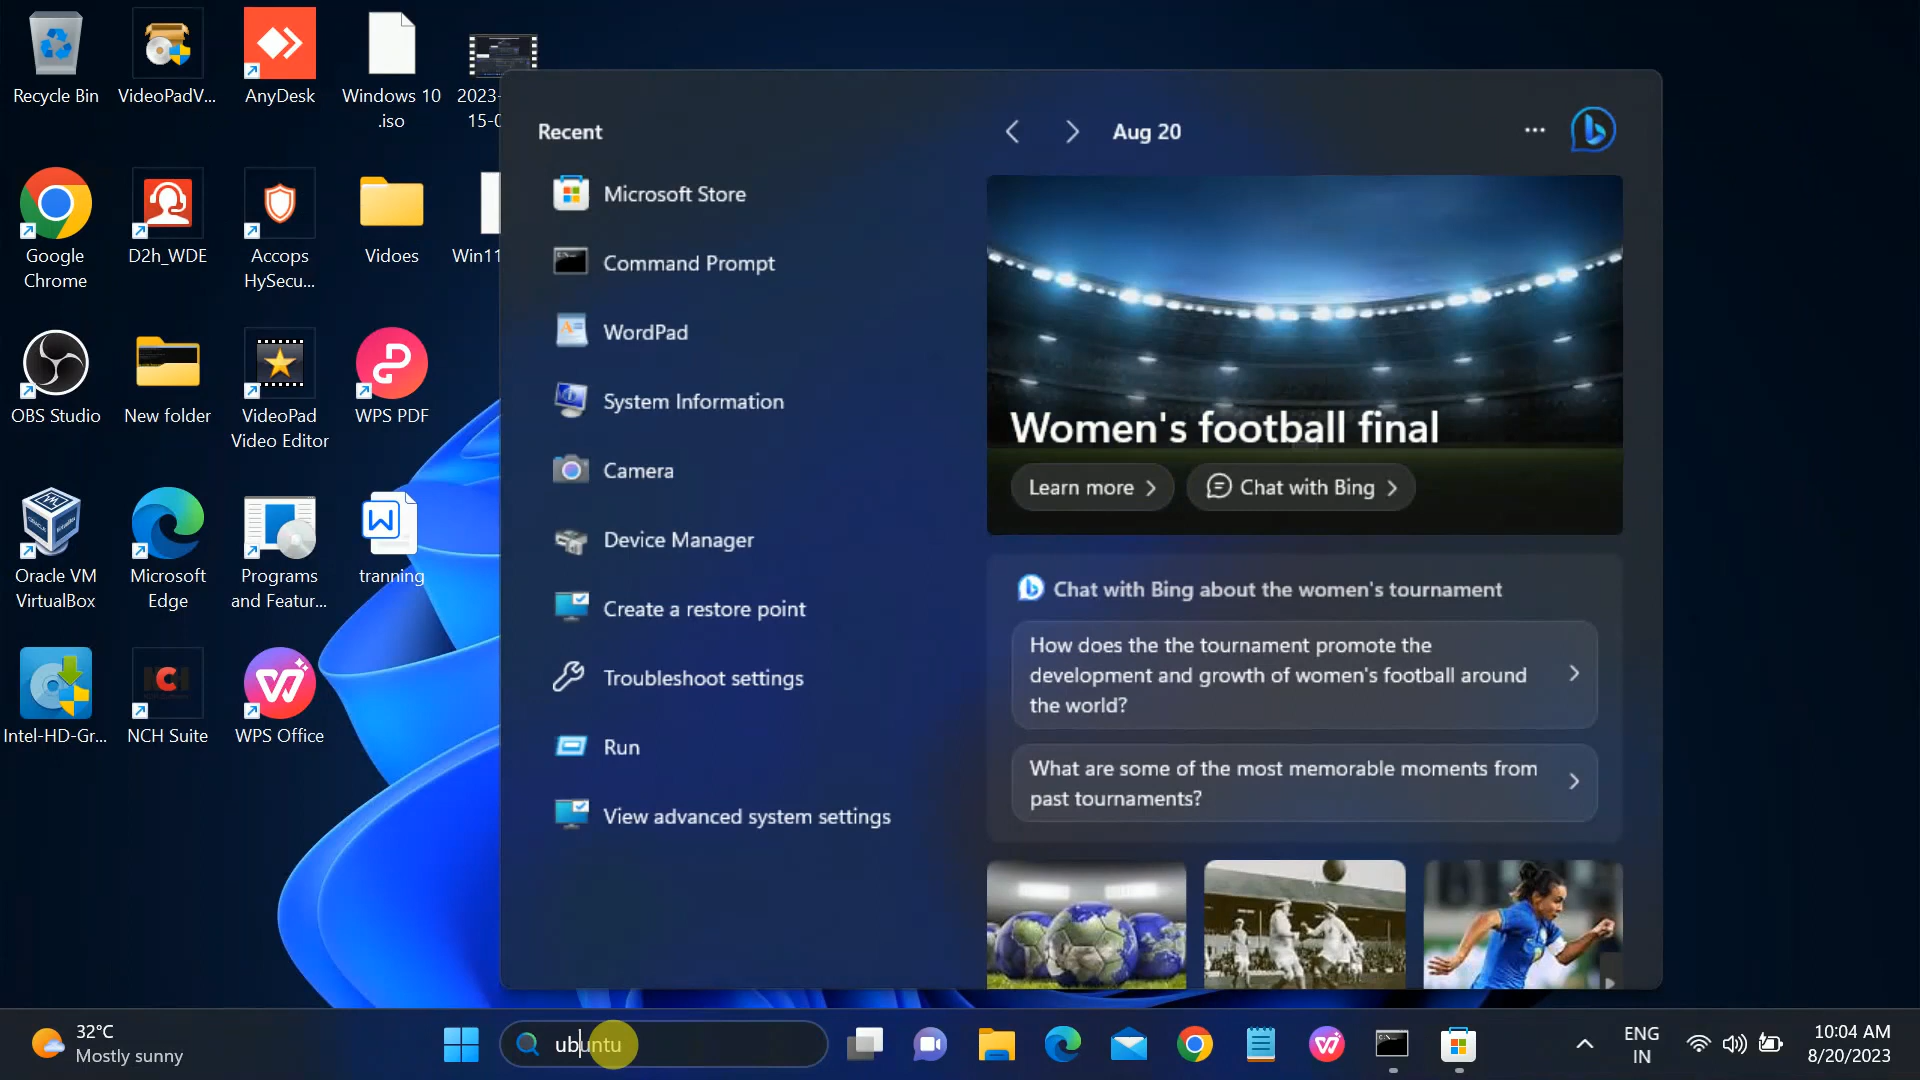 Recycle Bin
VideoPadV...
AnyDesk
Windows 10
.iso
2023-
15-0
Google
Chrome
D2h_WDE
Accops
HySecu...
Vidoes
Win11
OBS Studio
New folder
VideoPad
Video Editor
WPS PDF
Oracle VM
VirtualBox
Microsoft
Edge
Programs
and Featur...
tranning
Intel-HD-Gr...
NCH Suite
WPS Office
Recent
Microsoft Store
Command Prompt
WordPad
System Information
Camera
Device Manager
Create a restore point
Troubleshoot settings
Run
View advanced system settings
Aug 20
...
Women's football final
Learn more
Chat with Bing
Chat with Bing about the women's tournament
How does the the tournament promote the
development and growth of women's football around
the world?
What are some of the most memorable moments from
past tournaments?
32°C
Mostly sunny
ubuntu
ENG
IN
10:04 AM
8/20/2023